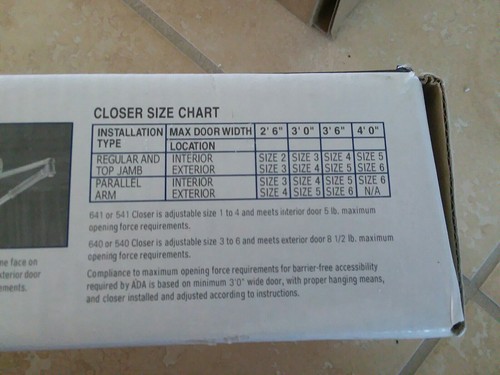 CLOSER SIZE CHART
INSTALLATION TYPE MAX DOOR WIDTH 2' 6" 3' 0" 3' 6" 4' 0"
LOCATION
REGULAR AND INTERIOR SIZE 2 SIZE 3 SIZE 4 SIZE 5
TOP JAMB EXTERIOR SIZE 3 SIZE 4 SIZE 5 SIZE 6
PARALLEL INTERIOR SIZE 3 SIZE 4 SIZE 5 SIZE 6
ARM EXTERIOR SIZE 4 SIZE 5 SIZE 6 N/A
641 or 541 Closer is adjustable size 1 to 4 and meets interior door 5 lb. maximum
opening force requirements.
640 or 540 Closer is adjustable size 3 to 6 and meets exterior door 8 1/2 lb. maximum
opening force requirements.
me face on
xterior door
ements.
Compliance to maximum opening force requirements for barrier-free accessibility
required by ADA is based on minimum 3'0" wide door, with proper hanging means,
and closer installed and adjusted according to instructions.